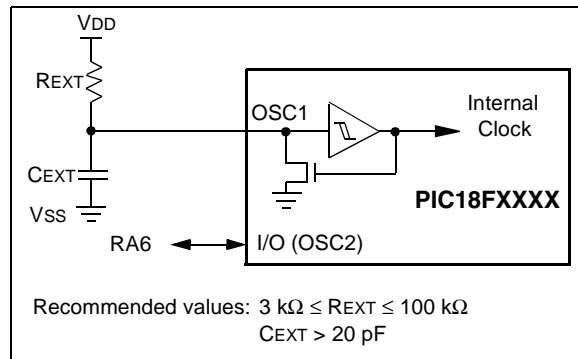 VDD
REXT
OSC1
Internal
Clock
CEXT
PIC18FXXXX
VSS
RA6
I/O (OSC2)
Recommended values: 3 kΩ ≤ REXT ≤ 100 kΩ
CEXT > 20 pF